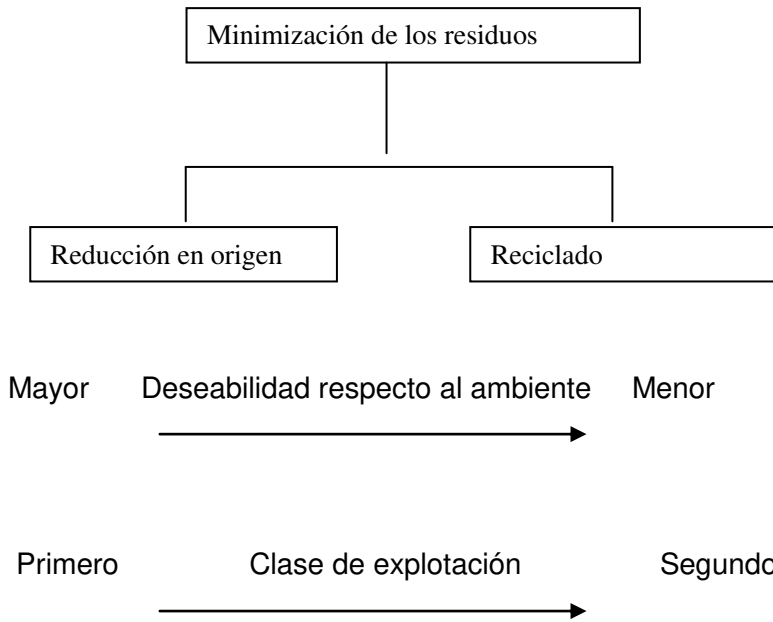 Minimización de los residuos
Reducción en origen
Reciclado
Mayor Deseabilidad respecto al ambiente Menor
Primero Clase de explotación Segundo